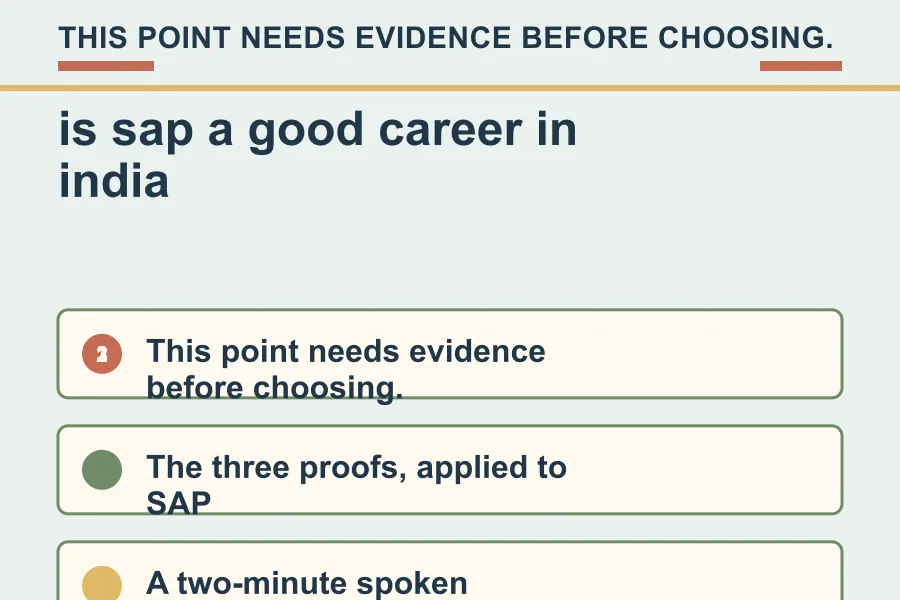 THIS POINT NEEDS EVIDENCE BEFORE CHOOSING.
is sap a good career in
india
This point needs evidence
before choosing.
The three proofs, applied to
SAP
A two-minute spoken